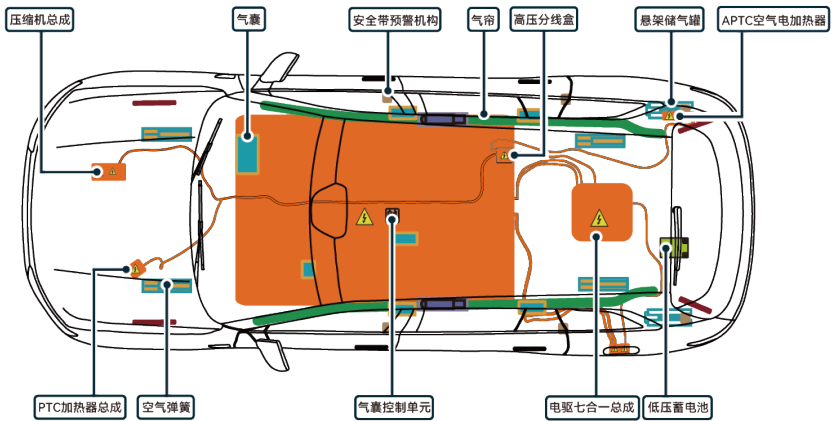 压缩机总成
气囊
安全带预警机构
气帘
高压分线盒
悬架储气罐
APTC空气电加热器
PTC加热器总成
空气弹簧
气囊控制单元
电驱七合一总成
低压蓄电池